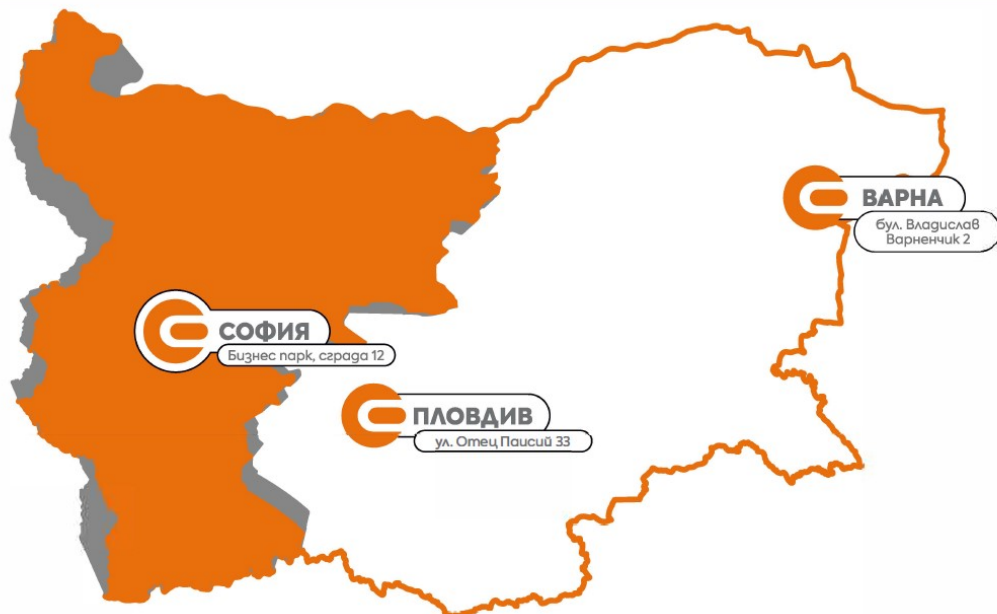 ВАРНА
бул. Владислав
Варненчик 2
СОФИЯ
Бизнес парк, сграда 12
ПЛОВДИВ
ул. Отец Паисий 33